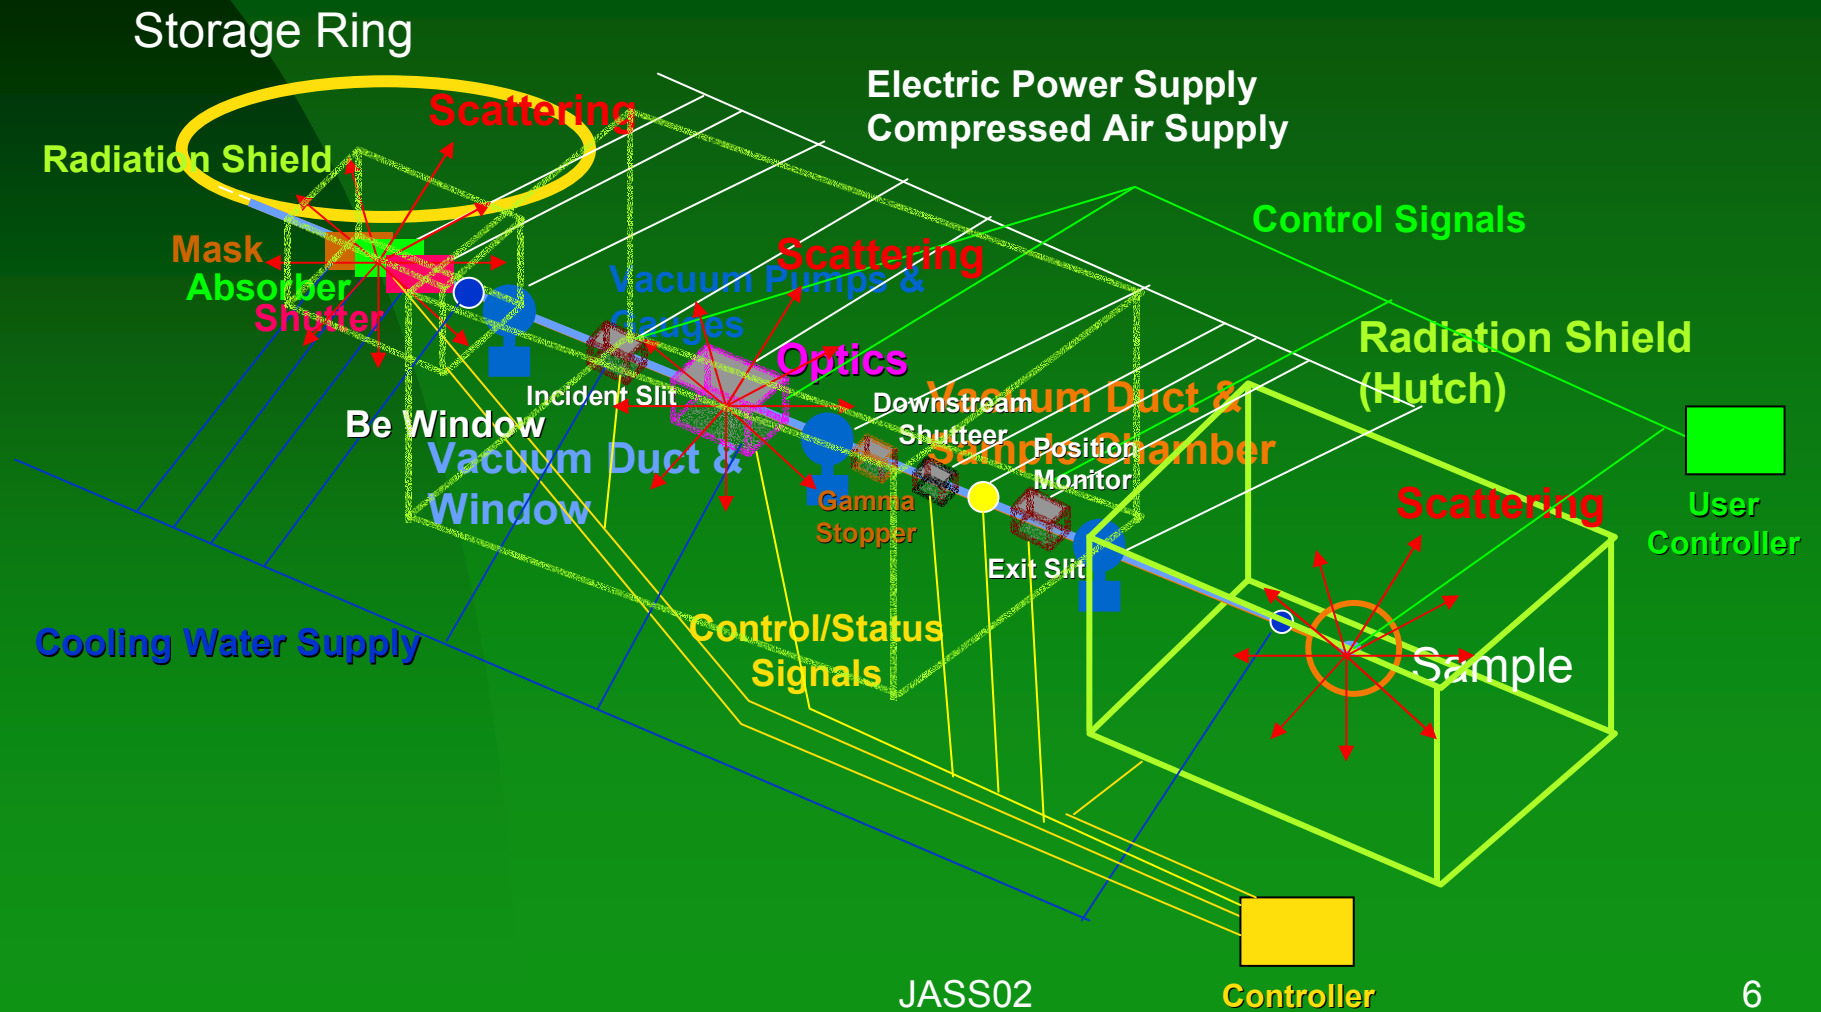 Storage Ring
Scattering
Electric Power Supply
Compressed Air Supply
Radiation Shield
Control Signals
Mask
Absorber
Shutter
Scattering
Vacuum Pumps &
Gauges
Optics
Radiation Shield
(Hutch)
Incident Slit
Be Window
Vacuum Duct &
Window
Downstream
Shutteer
Vacuum Duct &
Sample Chamber
Position
Monitor
Gamma
Stopper
Scattering
User
Controller
Exit Slit
Cooling Water Supply
Control/Status
Signals
Sample
JASS02
Controller
6